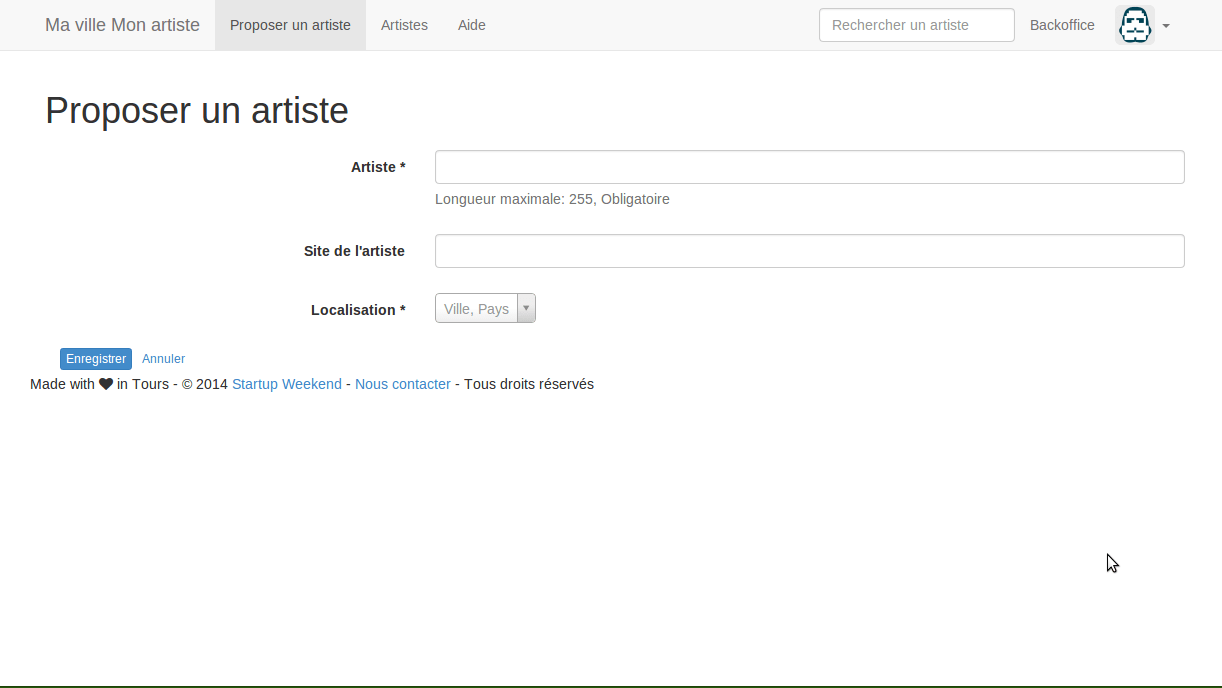 Ma ville Mon artiste Proposer un artiste Artistes Aide Rechercher un artiste Backoffice
Proposer un artiste
Artiste *
Longueur maximale: 255, Obligatoire
Site de l'artiste
Localisation * Ville, Pays
Enregistrer Annuler
Made with ♥ in Tours - © 2014 Startup Weekend - Nous contacter - Tous droits réservés